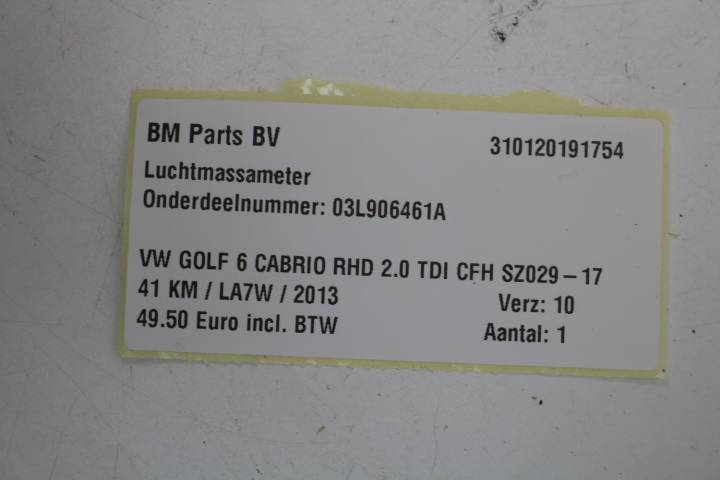 BM Parts BV 310120191754
Luchtmassameter
Onderdeelnummer: 03L906461A
VW GOLF 6 CABRIO RHD 2.0 TDI CFH SZ029-17
41 KM / LA7W / 2013 Verz: 10
49.50 Euro incl. BTW Aantal: 1